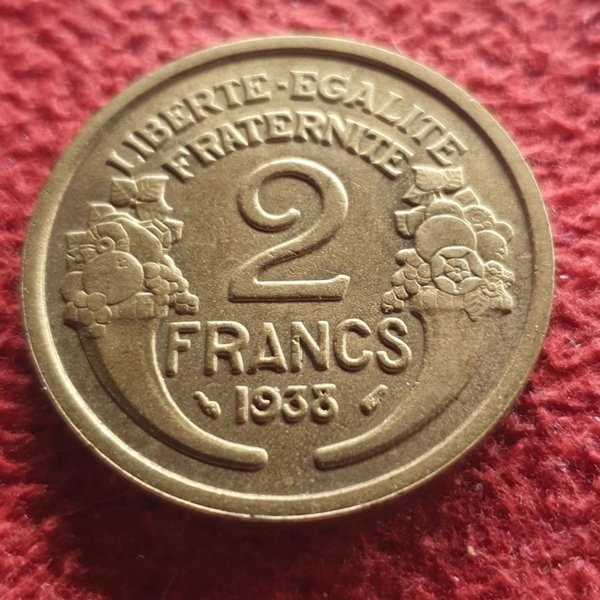 LIBERTE - EGALITE
FRATERNITE
2
FRANCS
1938